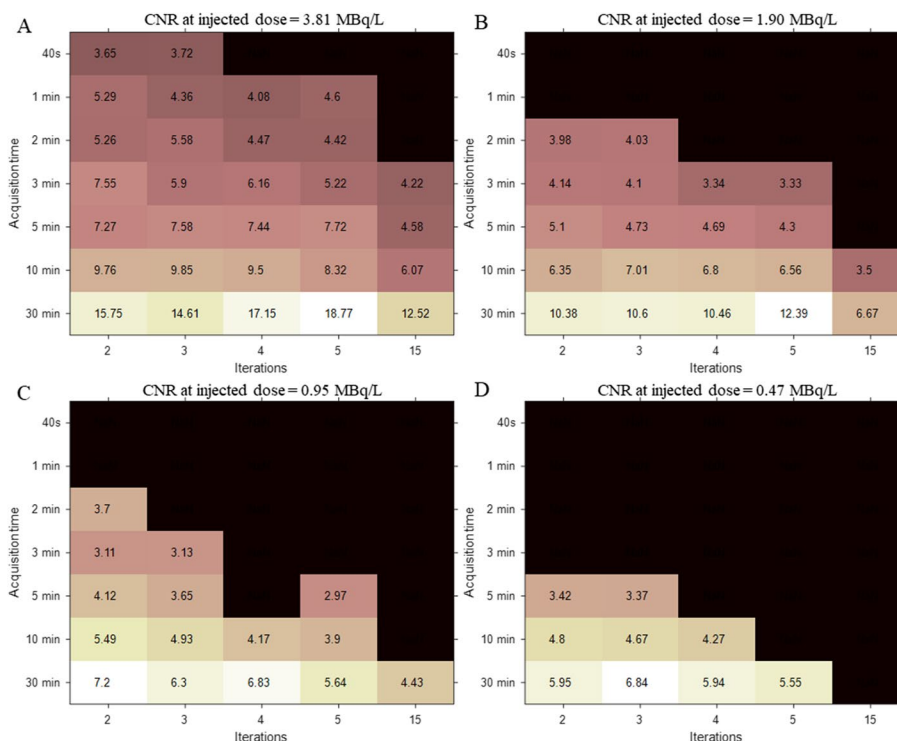 A
CNR at injected dose = 3.81 MBq/L
Acquisition time
40s 3.65 3.72
1 min 5.29 4.36 4.08 4.6
2 min 5.26 5.58 4.47 4.42
3 min 7.55 5.9 6.16 5.22 4.22
5 min 7.27 7.58 7.44 7.72 4.58
10 min 9.76 9.85 9.5 8.32 6.07
30 min 15.75 14.61 17.15 18.77 12.52
2 3 4 5 15
Iterations
B
CNR at injected dose = 1.90 MBq/L
Acquisition time
40s
1 min
2 min 3.98 4.03
3 min 4.14 4.1 3.34 3.33
5 min 5.1 4.73 4.69 4.3
10 min 6.35 7.01 6.8 6.56 3.5
30 min 10.38 10.6 10.46 12.39 6.67
2 3 4 5 15
Iterations
C
CNR at injected dose = 0.95 MBq/L
Acquisition time
40s
1 min
2 min 3.7
3 min 3.11 3.13
5 min 4.12 3.65 2.97
10 min 5.49 4.93 4.17 3.9
30 min 7.2 6.3 6.83 5.64 4.43
2 3 4 5 15
Iterations
D
CNR at injected dose = 0.47 MBq/L
Acquisition time
40s
1 min
2 min
3 min
5 min 3.42 3.37
10 min 4.8 4.67 4.27
30 min 5.95 6.84 5.94 5.55
2 3 4 5 15
Iterations